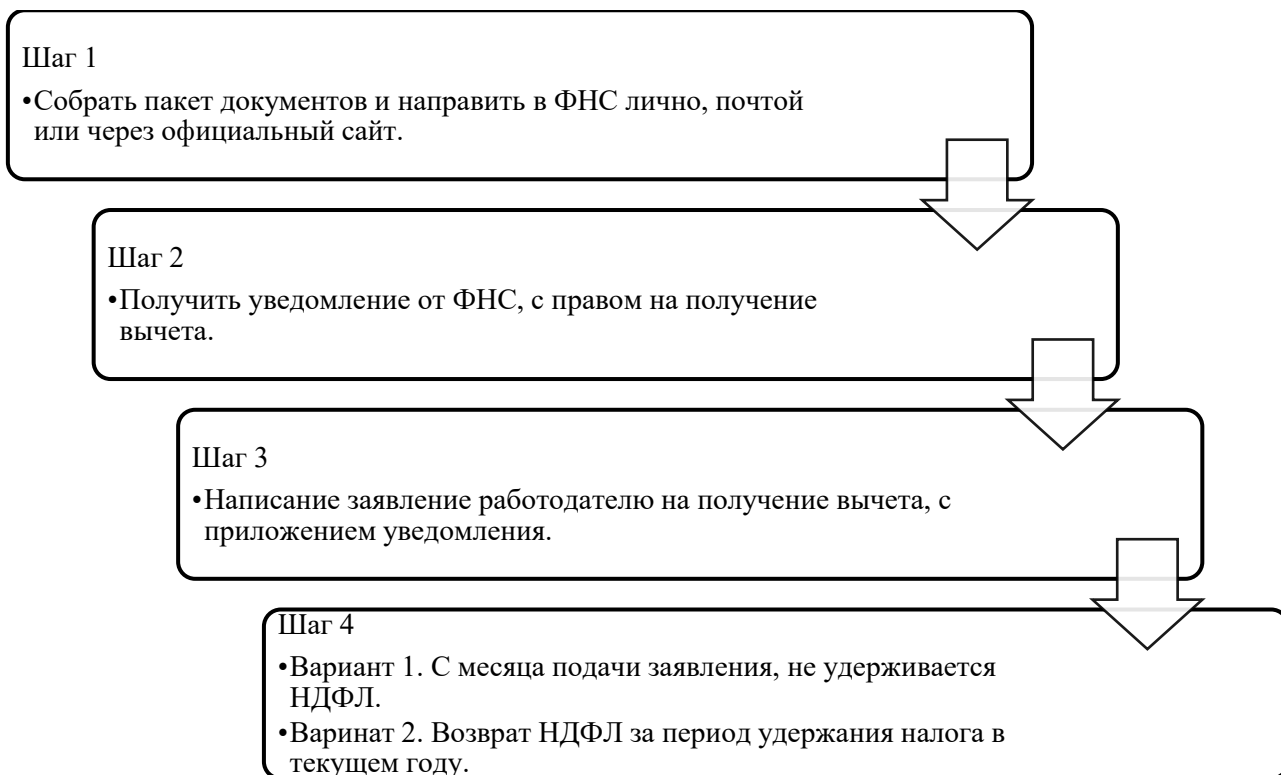 Шаг 1
•Собрать пакет документов и направить в ФНС лично, почтой
или через официальный сайт.
Шаг 2
•Получить уведомление от ФНС, с правом на получение
вычета.
Шаг 3
•Написание заявление работодателю на получение вычета, с
приложением уведомления.
Шаг 4
•Вариант 1. С месяца подачи заявления, не удерживается
НДФЛ.
•Варинат 2. Возврат НДФЛ за период удержания налога в
текущем году.